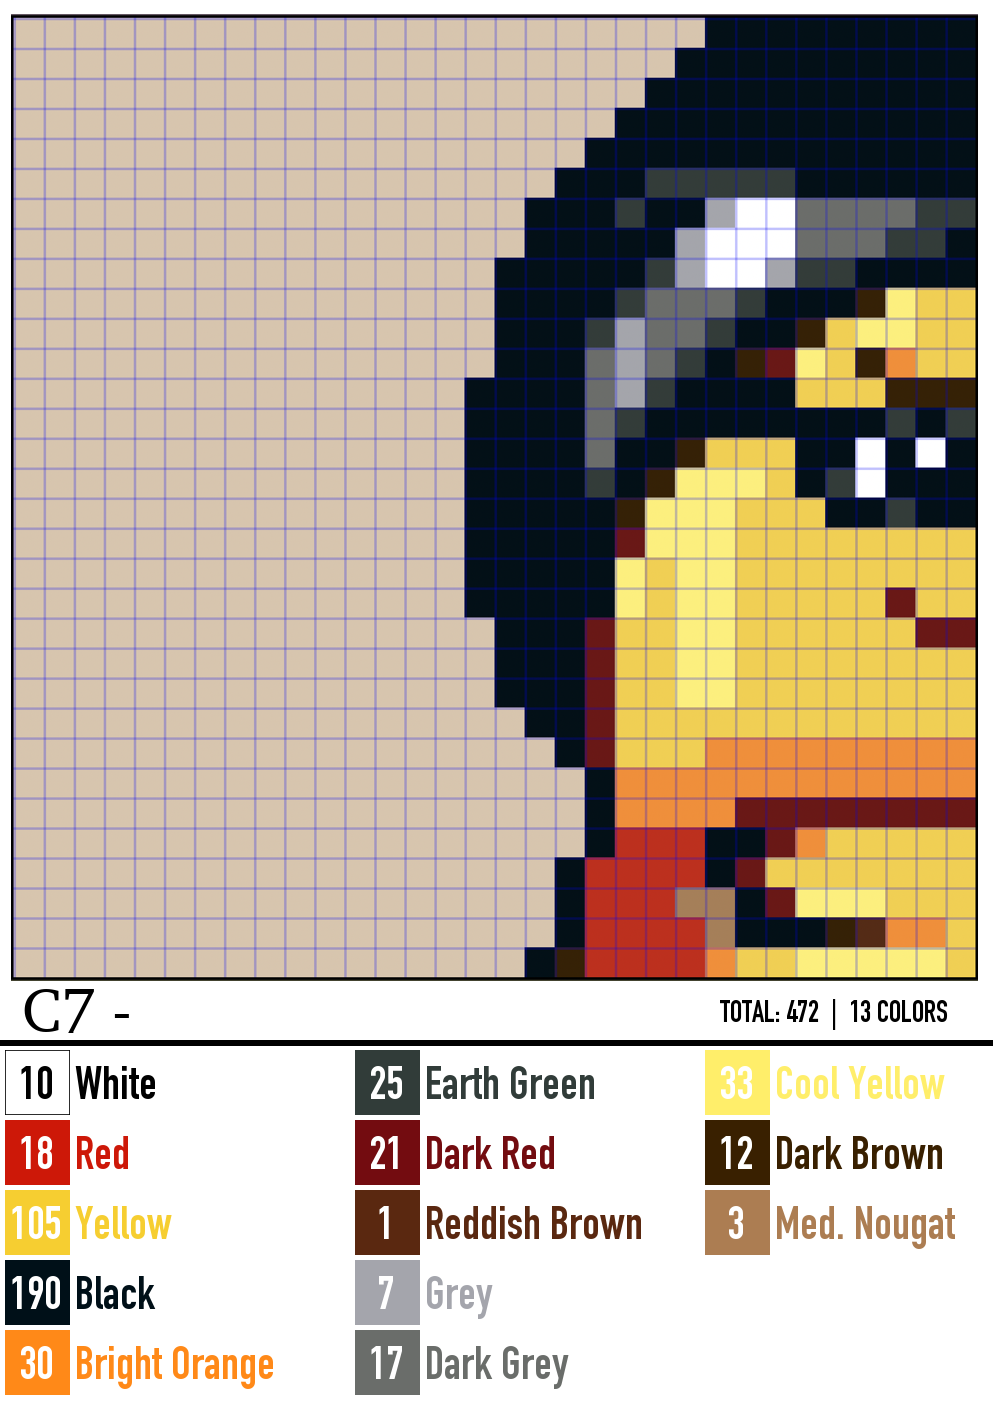 C7 -
TOTAL: 472 | 13 COLORS
10 White
25 Earth Green
33 Cool Yellow
18 Red
21 Dark Red
12 Dark Brown
105 Yellow
1 Reddish Brown
3 Med. Nougat
190 Black
7 Grey
30 Bright Orange
17 Dark Grey